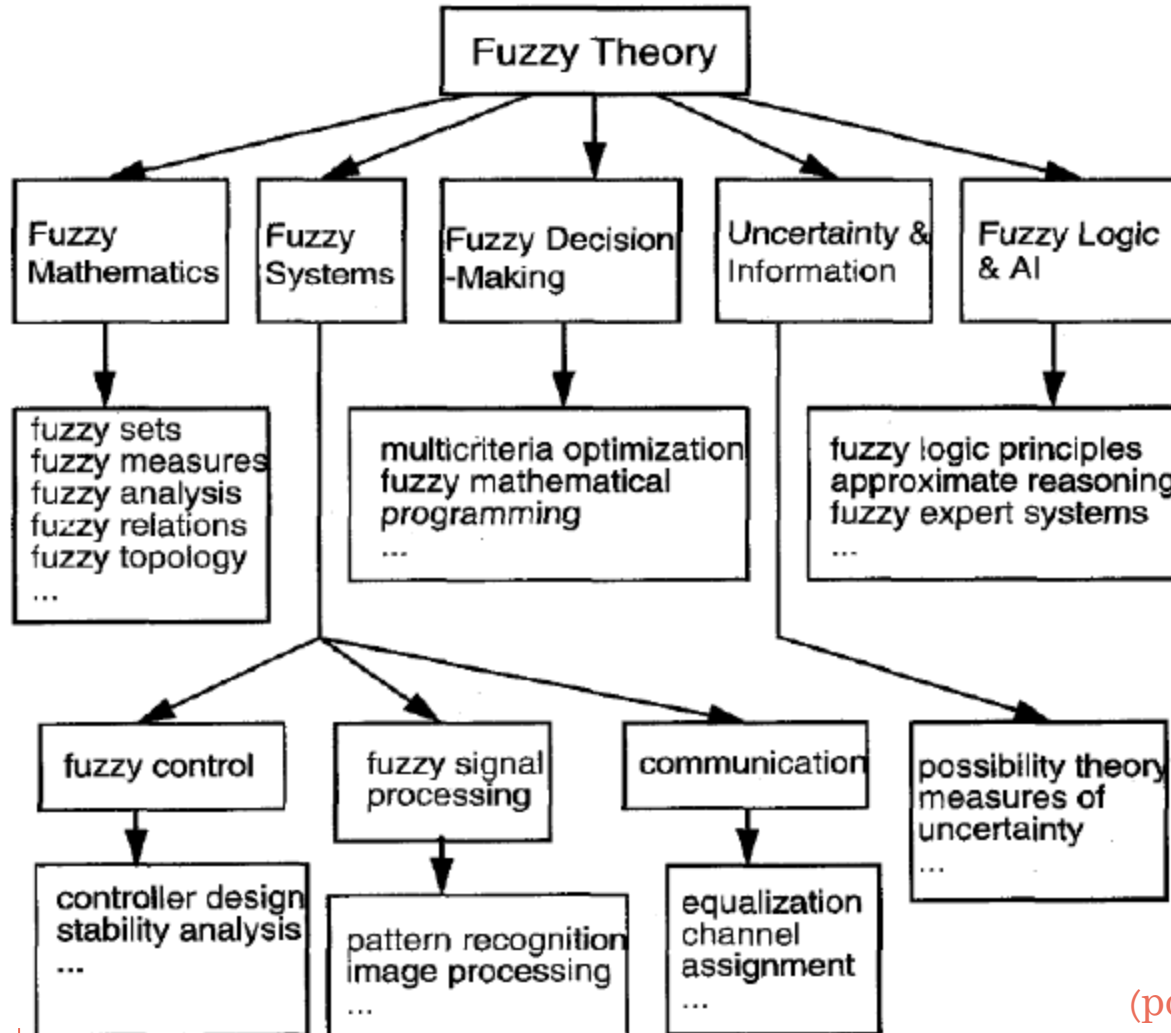 Fuzzy Theory
Fuzzy
Mathematics
Fuzzy
Systems
Fuzzy Decision
-Making
Uncertainty &
Information
Fuzzy Logic
& AI
fuzzy sets
fuzzy measures
fuzzy analysis
fuzzy relations
fuzzy topology
...
multicriteria optimization
fuzzy mathematical
programming
...
fuzzy logic principles
approximate reasoning
fuzzy expert systems
...
fuzzy control
fuzzy signal
processing
communication
possibility theory
measures of
uncertainty
...
controller design
stability analysis
...
pattern recognition
image processing
...
equalization
channel
assignment
...